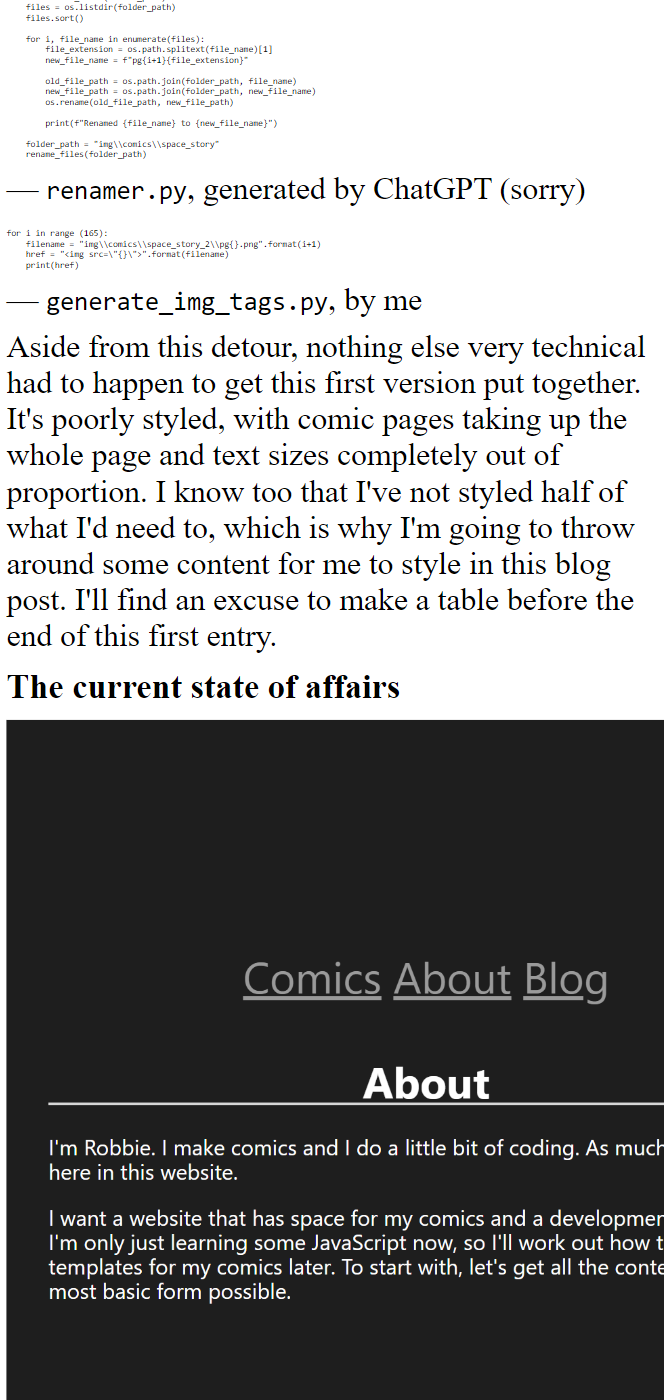 files = os.listdir(folder_path)
files.sort()
for i, file_name in enumerate(files):
file_extension = os.path.splitext(file_name)[1]
new_file_name = f"pg{i+1}{file_extension}"
old_file_path = os.path.join(folder_path, file_name)
new_file_path = os.path.join(folder_path, new_file_name)
os.rename(old_file_path, new_file_path)
print(f"Renamed {file_name} to {new_file_name}")
folder_path = "img\\comics\\space_story"
rename_files(folder_path)
— renamer.py, generated by ChatGPT (sorry)
for i in range (165):
filename = "img\\comics\\space_story_2\\pg{}.png".format(i+1)
href = "<img src=\"{}\">".format(filename)
print(href)
— generate_img_tags.py, by me
Aside from this detour, nothing else very technical
had to happen to get this first version put together.
It's poorly styled, with comic pages taking up the
whole page and text sizes completely out of
proportion. I know too that I've not styled half of
what I'd need to, which is why I'm going to throw
around some content for me to style in this blog
post. I'll find an excuse to make a table before the
end of this first entry.
The current state of affairs
Comics About Blog
About
I'm Robbie. I make comics and I do a little bit of coding. As much
here in this website.
I want a website that has space for my comics and a
I'm only just learning some JavaScript now, so I'll work out how
templates for my comics later. To start with, let's get all the
most basic form possible.